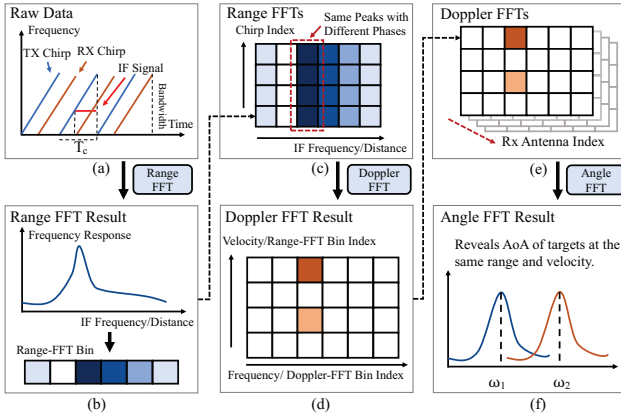 Raw Data
Frequency
TX Chirp
RX Chirp
IF Signal
Bandwidth
Time
T_c
(a)
Range
FFT
Range FFT Result
Frequency Response
IF Frequency/Distance
Range-FFT Bin
(b)
Range FFTs
Chirp Index
Same Peaks with
Different Phases
IF Frequency/Distance
(c)
Doppler
FFT
Doppler FFT Result
Velocity/Range-FFT Bin Index
Frequency/ Doppler-FFT Bin Index
(d)
Doppler FFTs
Rx Antenna Index
(e)
Angle
FFT
Angle FFT Result
Reveals AoA of targets at the
same range and velocity.
ω₁
ω₂
(f)